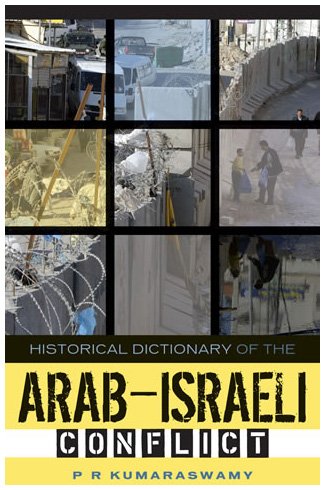 HISTORICAL DICTIONARY OF THE
ARAB–ISRAELI
CONFLICT
P R KUMARASWAMY